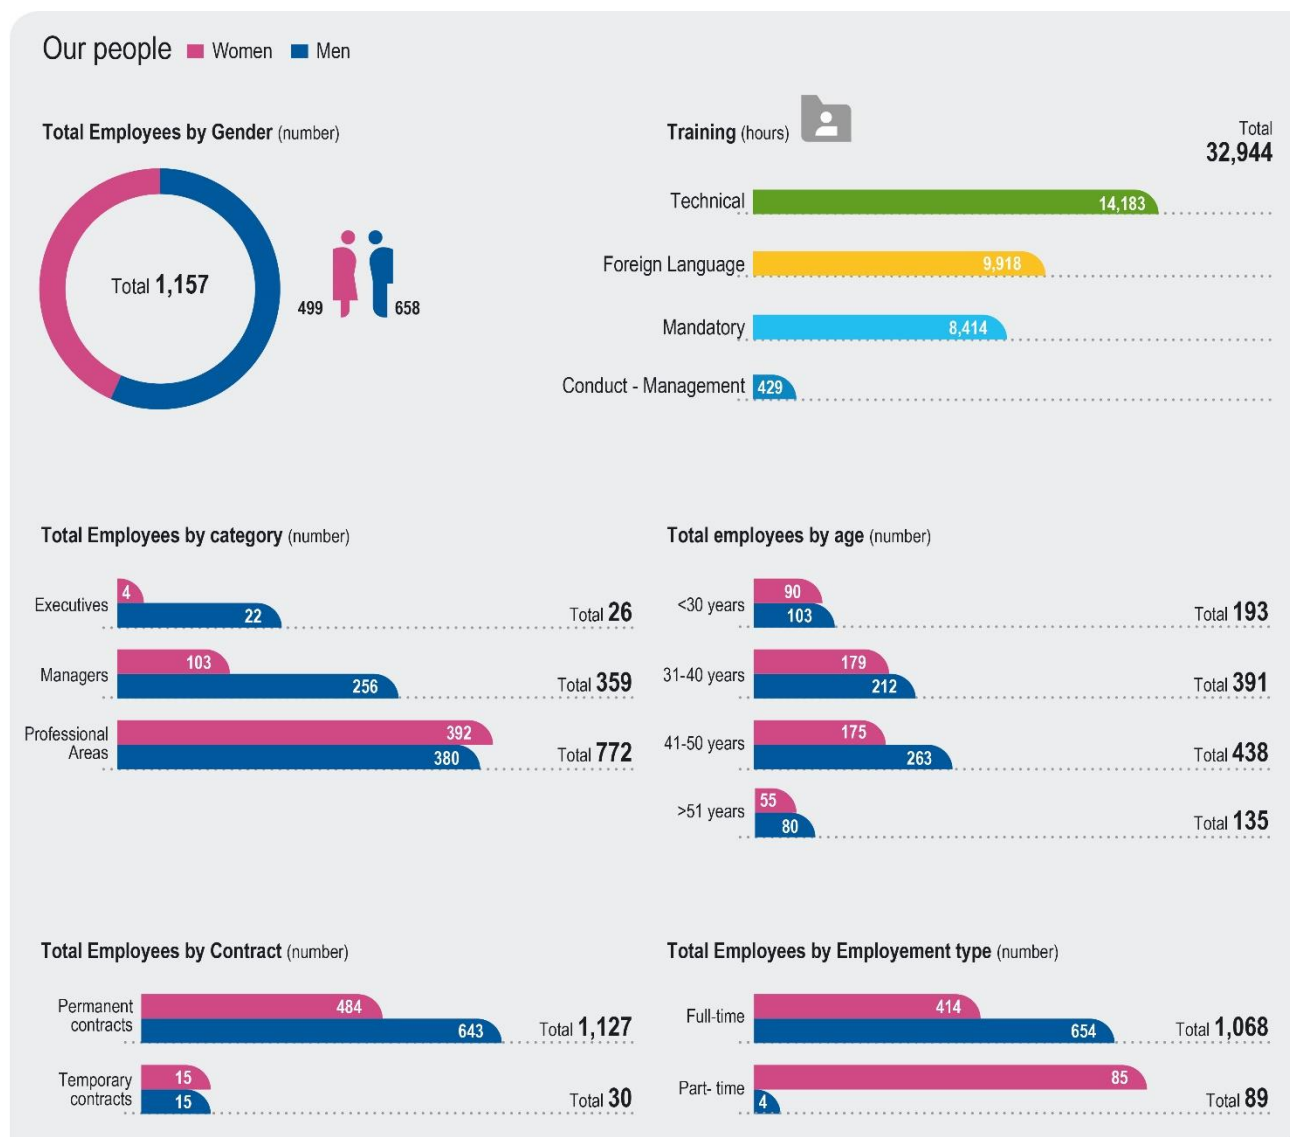 Our people Women Men
Total Employees by Gender (number)
Total 1,157
499 658
Training (hours)
Total
32,944
Technical 14,183
Foreign Language 9,918
Mandatory 8,414
Conduct - Management 429
Total Employees by category (number)
4
Executives 22 Total 26
103
Managers 256 Total 359
Professional 392
Areas 380 Total 772
Total employees by age (number)
90
<30 years 103 Total 193
179
31-40 years 212 Total 391
175
41-50 years 263 Total 438
55
>51 years 80 Total 135
Total Employees by Contract (number)
Permanent 484
contracts 643 Total 1,127
Temporary 15
contracts 15 Total 30
Total Employees by Employement type (number)
414
Full-time 654 Total 1,068
85
Part- time 4 Total 89